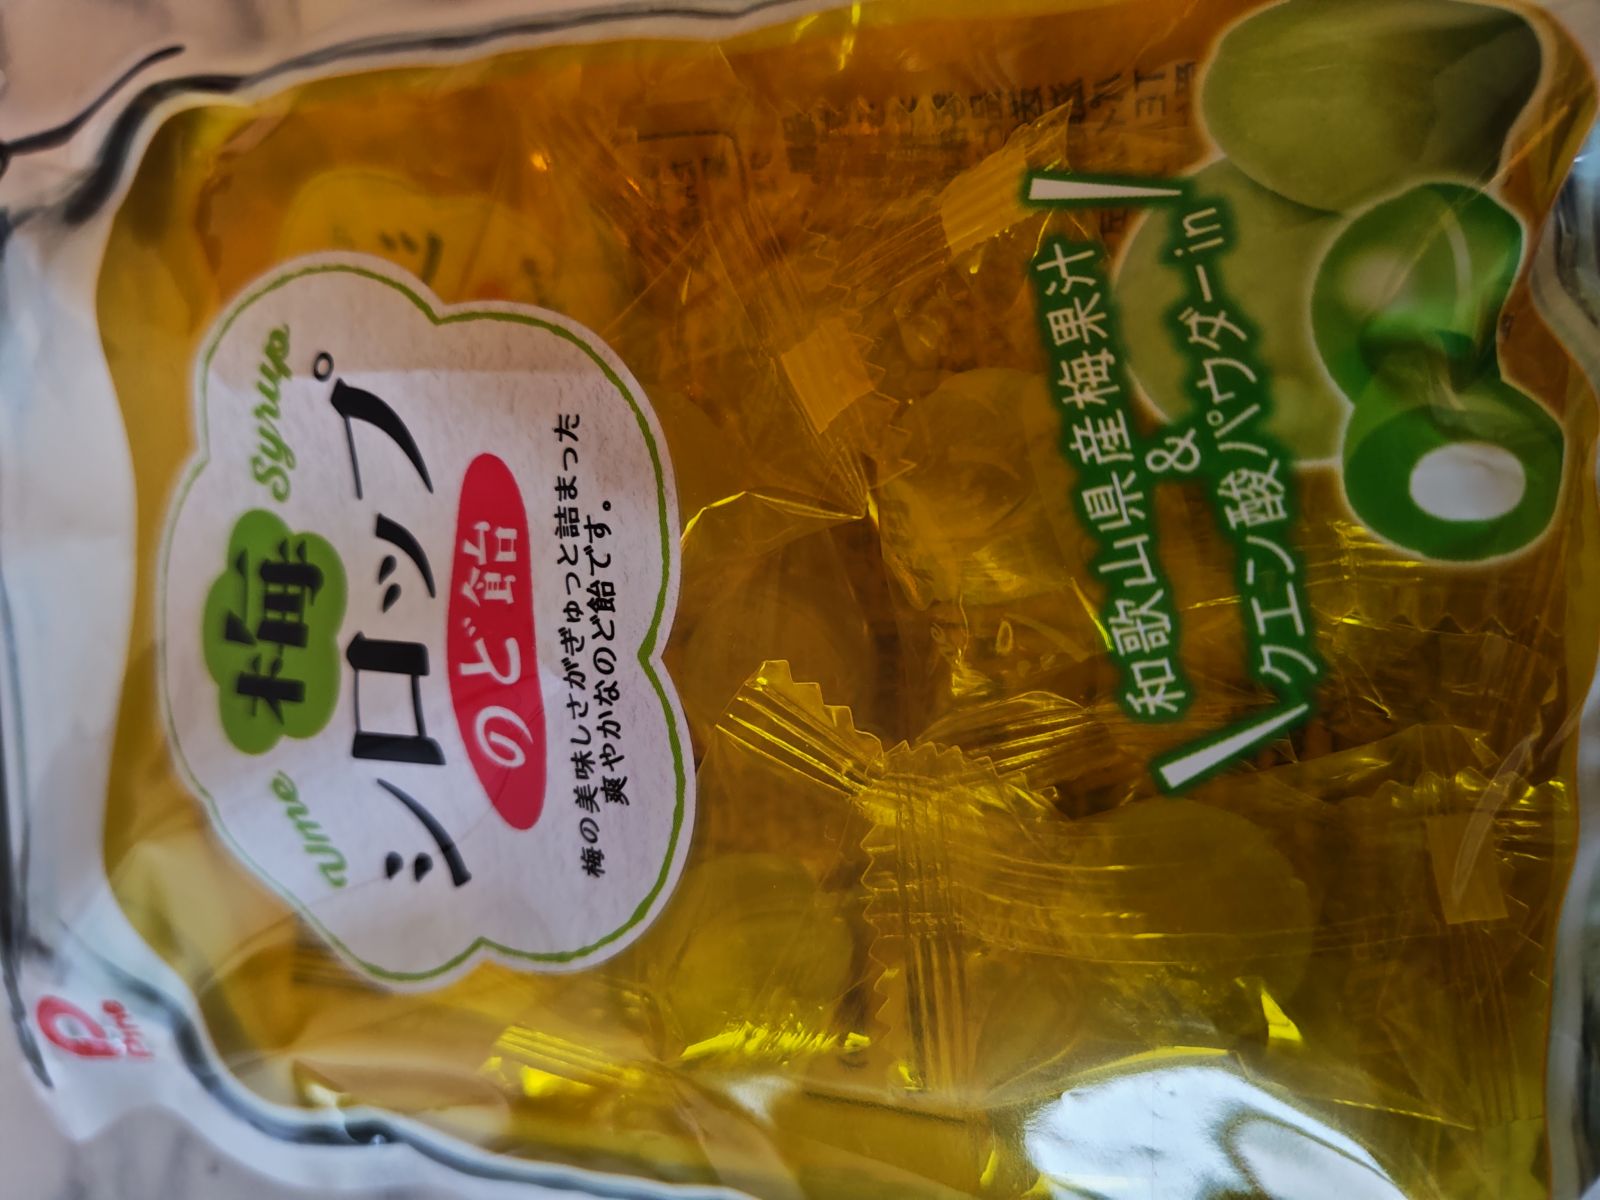 Pine
Ume Syrup
梅
シロップ
のど飴
梅の美味しさがぎゅっと詰まった
爽やかなのど飴です。
和歌山県産梅果汁
&
クエン酸パウダーin